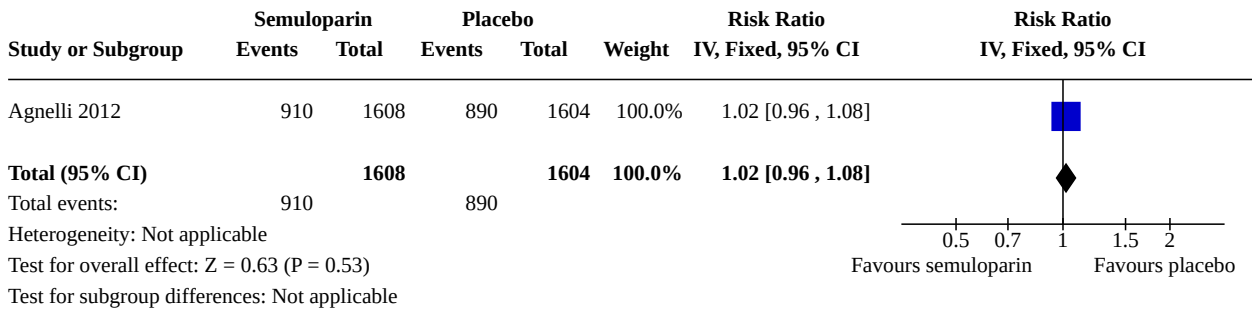 Semuloparin Placebo Risk Ratio Risk Ratio
Study or Subgroup Events Total Events Total Weight IV, Fixed, 95% CI IV, Fixed, 95% CI
Agnelli 2012 910 1608 890 1604 100.0% 1.02 [0.96 , 1.08]
Total (95% CI) 1608 1604 100.0% 1.02 [0.96 , 1.08]
Total events: 910 890
Heterogeneity: Not applicable
0.5 0.7 1 1.5 2
Test for overall effect: Z = 0.63 (P = 0.53) Favours semuloparin Favours placebo
Test for subgroup differences: Not applicable